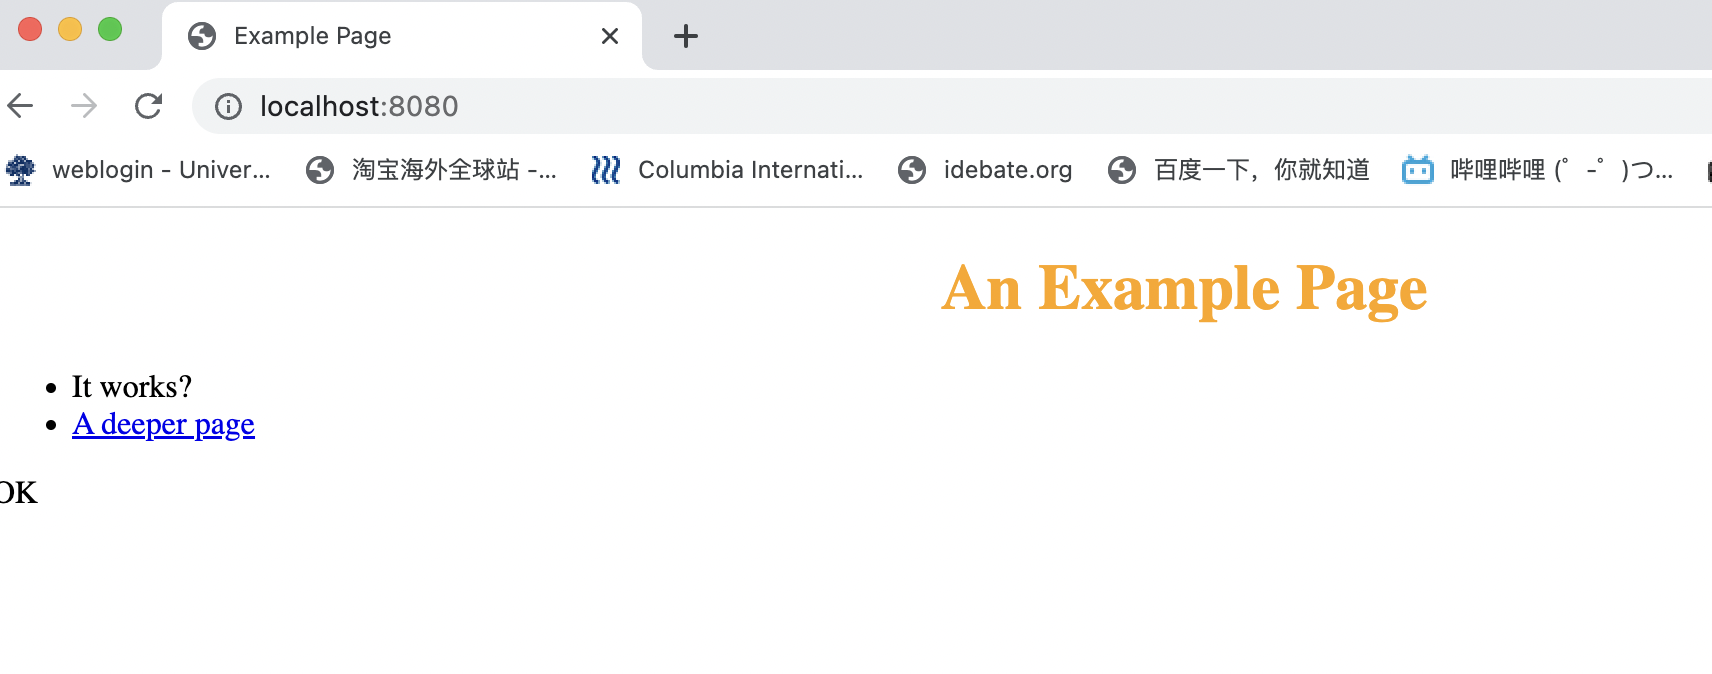 Example Page
localhost:8080
weblogin - Univer... 淘宝海外全球站 -... Columbia Internati... idebate.org 百度一下，你就知道 哔哩哔哩 (゜-゜)つ...
An Example Page
It works?
A deeper page
OK